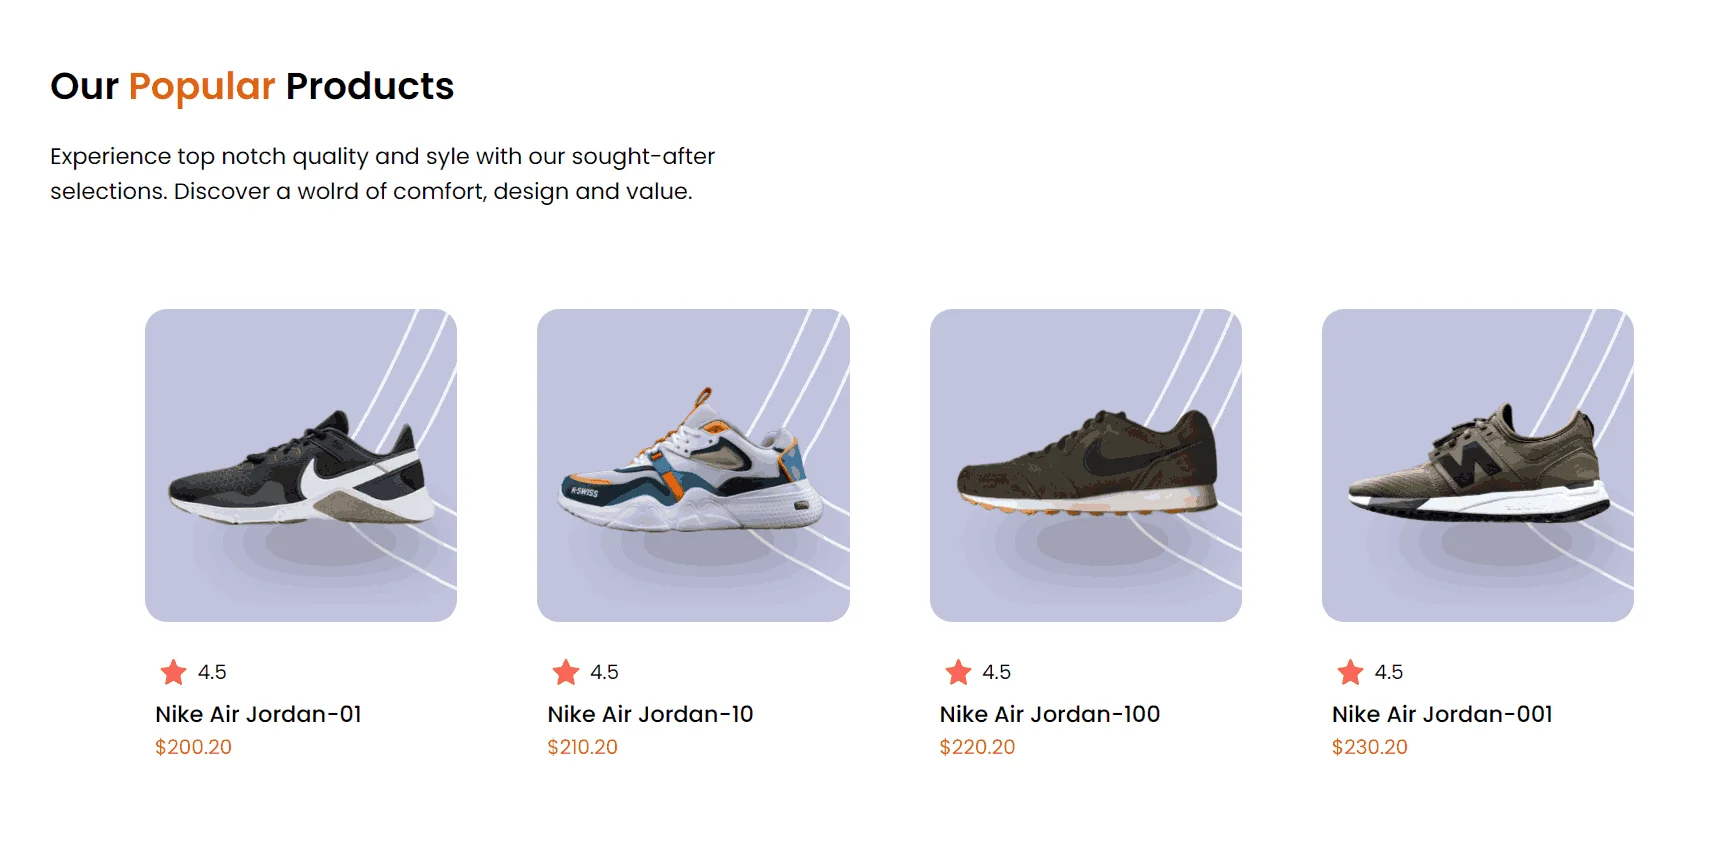 Our Popular Products
Experience top notch quality and syle with our sought-after
selections. Discover a wolrd of comfort, design and value.
K·SWISS
N
4.5
4.5
4.5
4.5
Nike Air Jordan-01
Nike Air Jordan-10
Nike Air Jordan-100
Nike Air Jordan-001
$200.20
$210.20
$220.20
$230.20